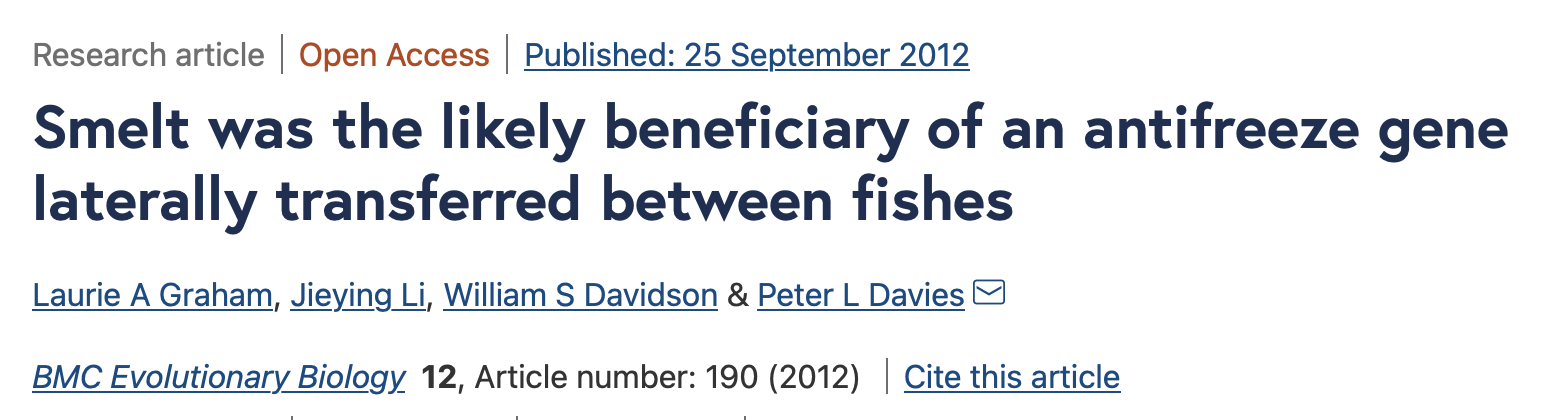 Research article | Open Access | Published: 25 September 2012
Smelt was the likely beneficiary of an antifreeze gene
laterally transferred between fishes
Laurie A Graham, Jieying Li, William S Davidson & Peter L Davies
BMC Evolutionary Biology 12, Article number: 190 (2012) | Cite this article